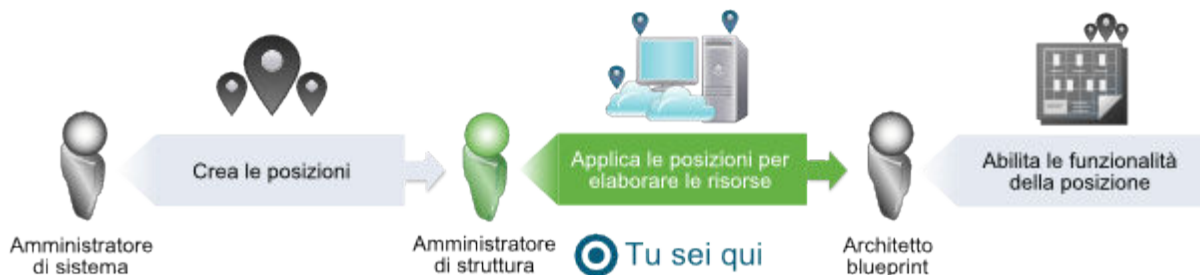 Crea le posizioni
Applica le posizioni per
elaborare le risorse
Abilita le funzionalità
della posizione
Amministratore
di sistema
Amministratore
di struttura
Tu sei qui
Architetto
blueprint